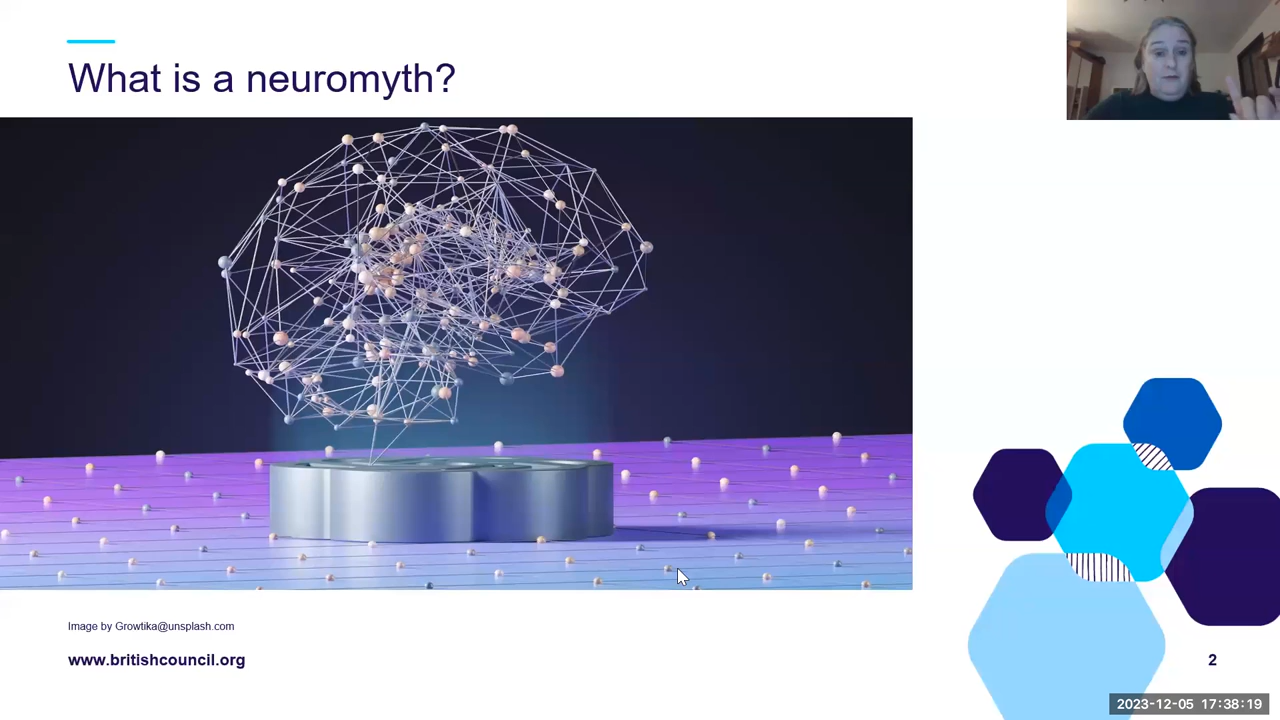 What is a neuromyth?
Image by Growtika@unsplash.com
www.britishcouncil.org
2
2023-12-05 17:38:19